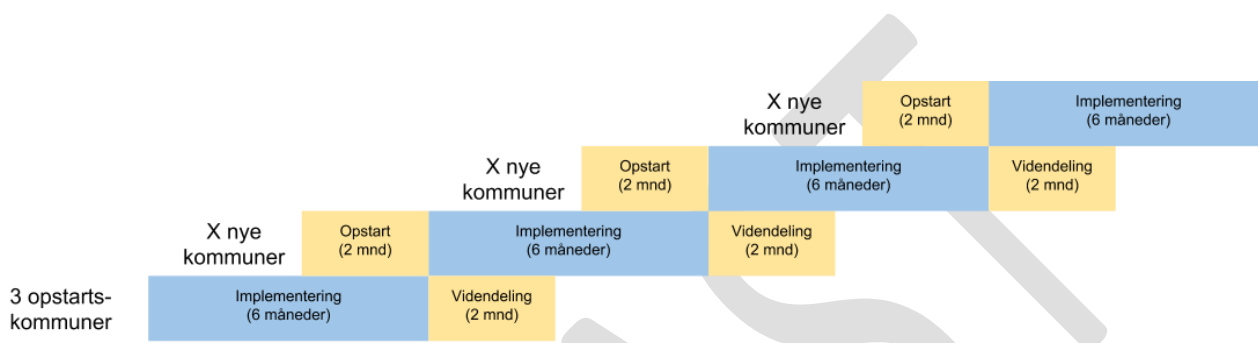 X nye
kommuner
Opstart
(2 mnd)
Implementering
(6 måneder)
X nye
kommuner
Opstart
(2 mnd)
Implementering
(6 måneder)
Videndeling
(2 mnd)
X nye
kommuner
Opstart
(2 mnd)
Implementering
(6 måneder)
Videndeling
(2 mnd)
3 opstarts-
kommuner
Implementering
(6 måneder)
Videndeling
(2 mnd)